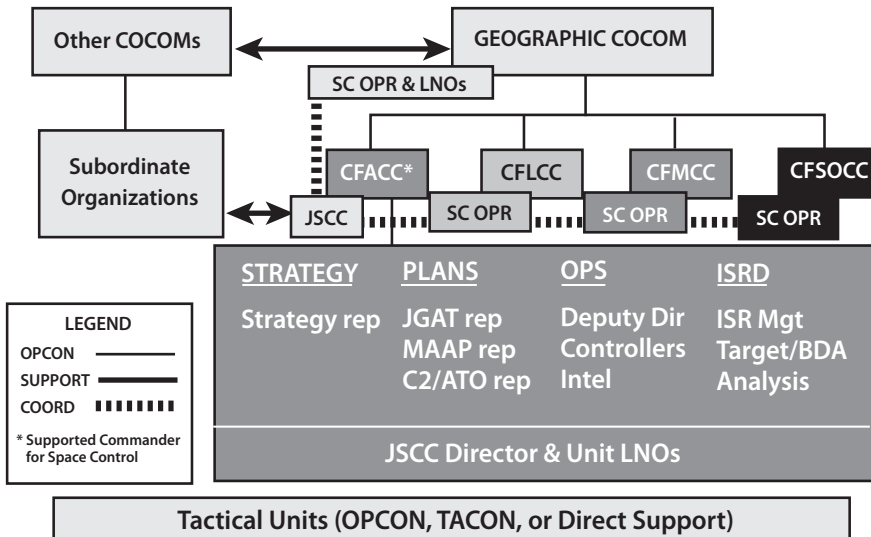 Other COCOMs
GEOGRAPHIC COCOM
SC OPR & LNOs
Subordinate
Organizations
CFACC*
CFLCC
CFMCC
CFSOCC
JSCC
SC OPR
SC OPR
SC OPR
STRATEGY
Strategy rep
PLANS
JGAT rep
MAAP rep
C2/ATO rep
OPS
Deputy Dir
Controllers
Intel
ISRD
ISR Mgt
Target/BDA
Analysis
JSCC Director & Unit LNOs
LEGEND
OPCON
SUPPORT
COORD
* Supported Commander
for Space Control
Tactical Units (OPCON, TACON, or Direct Support)